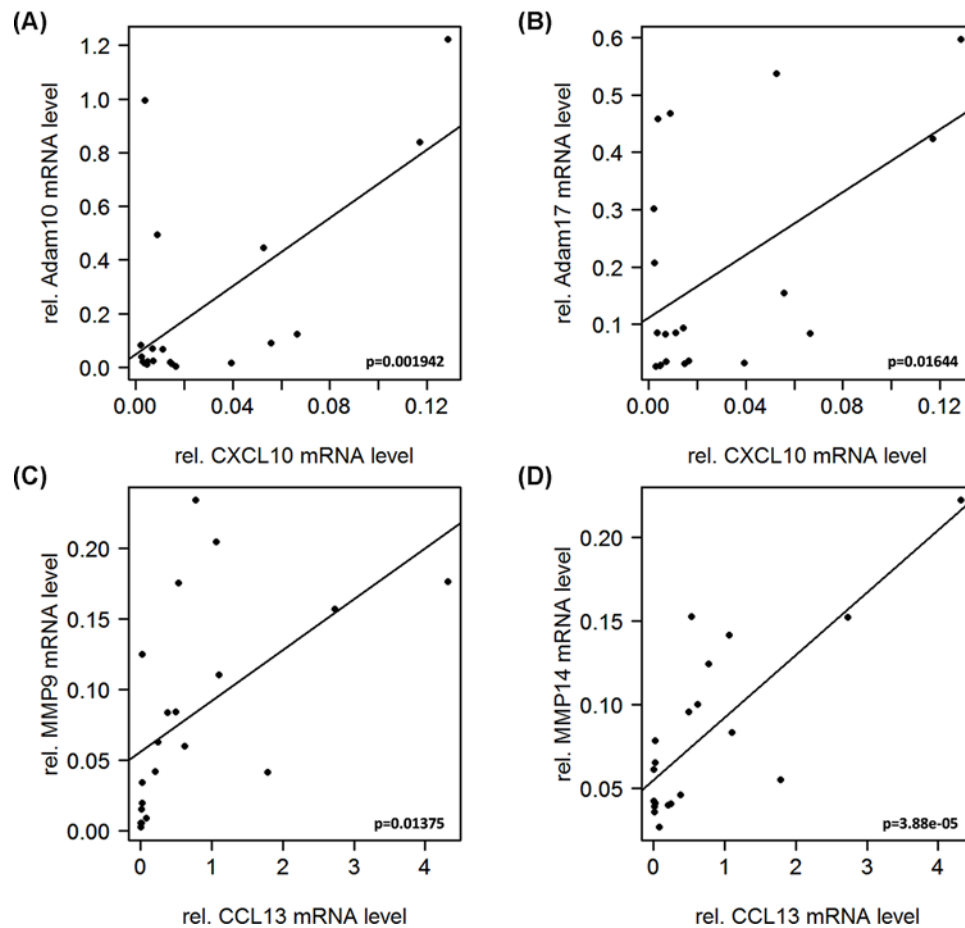 (A)
rel. Adam10 mRNA level
1.2
1.0
0.8
0.6
0.4
0.2
0.0
p=0.001942
0.00 0.04 0.08 0.12
rel. CXCL10 mRNA level
(B)
rel. Adam17 mRNA level
0.6
0.5
0.4
0.3
0.2
0.1
p=0.01644
0.00 0.04 0.08 0.12
rel. CXCL10 mRNA level
(C)
rel. MMP9 mRNA level
0.20
0.15
0.10
0.05
0.00
p=0.01375
0 1 2 3 4
rel. CCL13 mRNA level
(D)
rel. MMP14 mRNA level
0.20
0.15
0.10
0.05
p=3.88e-05
0 1 2 3 4
rel. CCL13 mRNA level